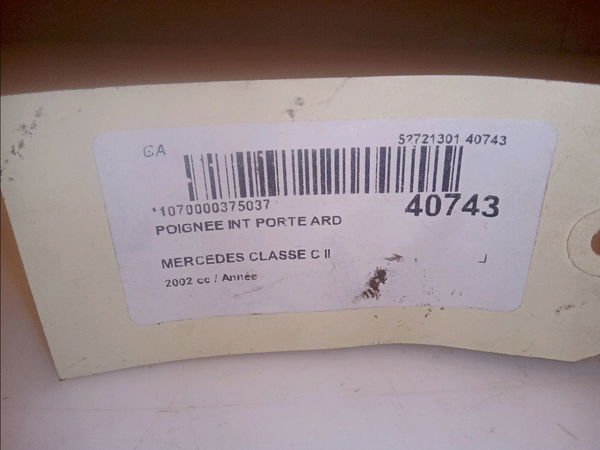 GA
5?721301 40743
*1070000375037
40743
POIGNEE INT PORTE ARD
MERCEDES CLASSE C II
2002 cc / Année